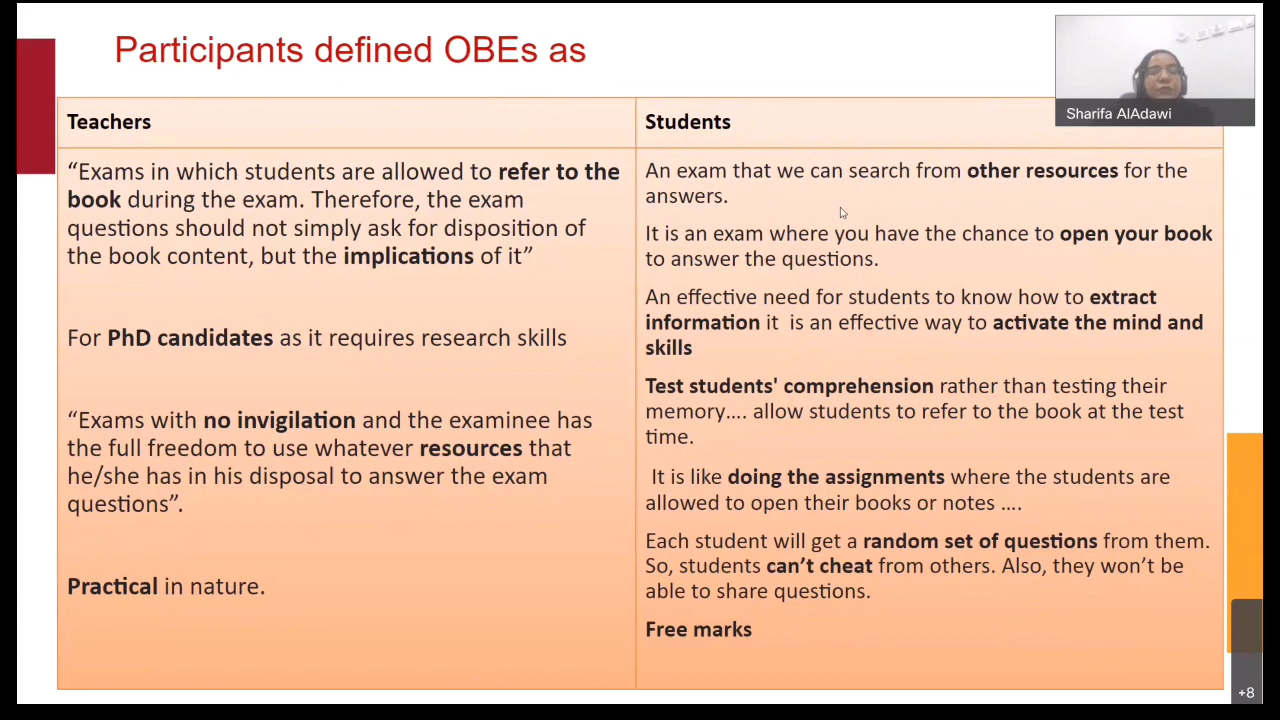 Participants defined OBEs as
Sharifa AlAdawi
Teachers
“Exams in which students are allowed to refer to the
book during the exam. Therefore, the exam
questions should not simply ask for disposition of
the book content, but the implications of it”
For PhD candidates as it requires research skills
“Exams with no invigilation and the examinee has
the full freedom to use whatever resources that
he/she has in his disposal to answer the exam
questions”.
Practical in nature.
Students
An exam that we can search from other resources for the
answers.
It is an exam where you have the chance to open your book
to answer the questions.
An effective need for students to know how to extract
information it is an effective way to activate the mind and
skills
Test students' comprehension rather than testing their
memory…. allow students to refer to the book at the test
time.
It is like doing the assignments where the students are
allowed to open their books or notes ….
Each student will get a random set of questions from them.
So, students can’t cheat from others. Also, they won’t be
able to share questions.
Free marks
+8